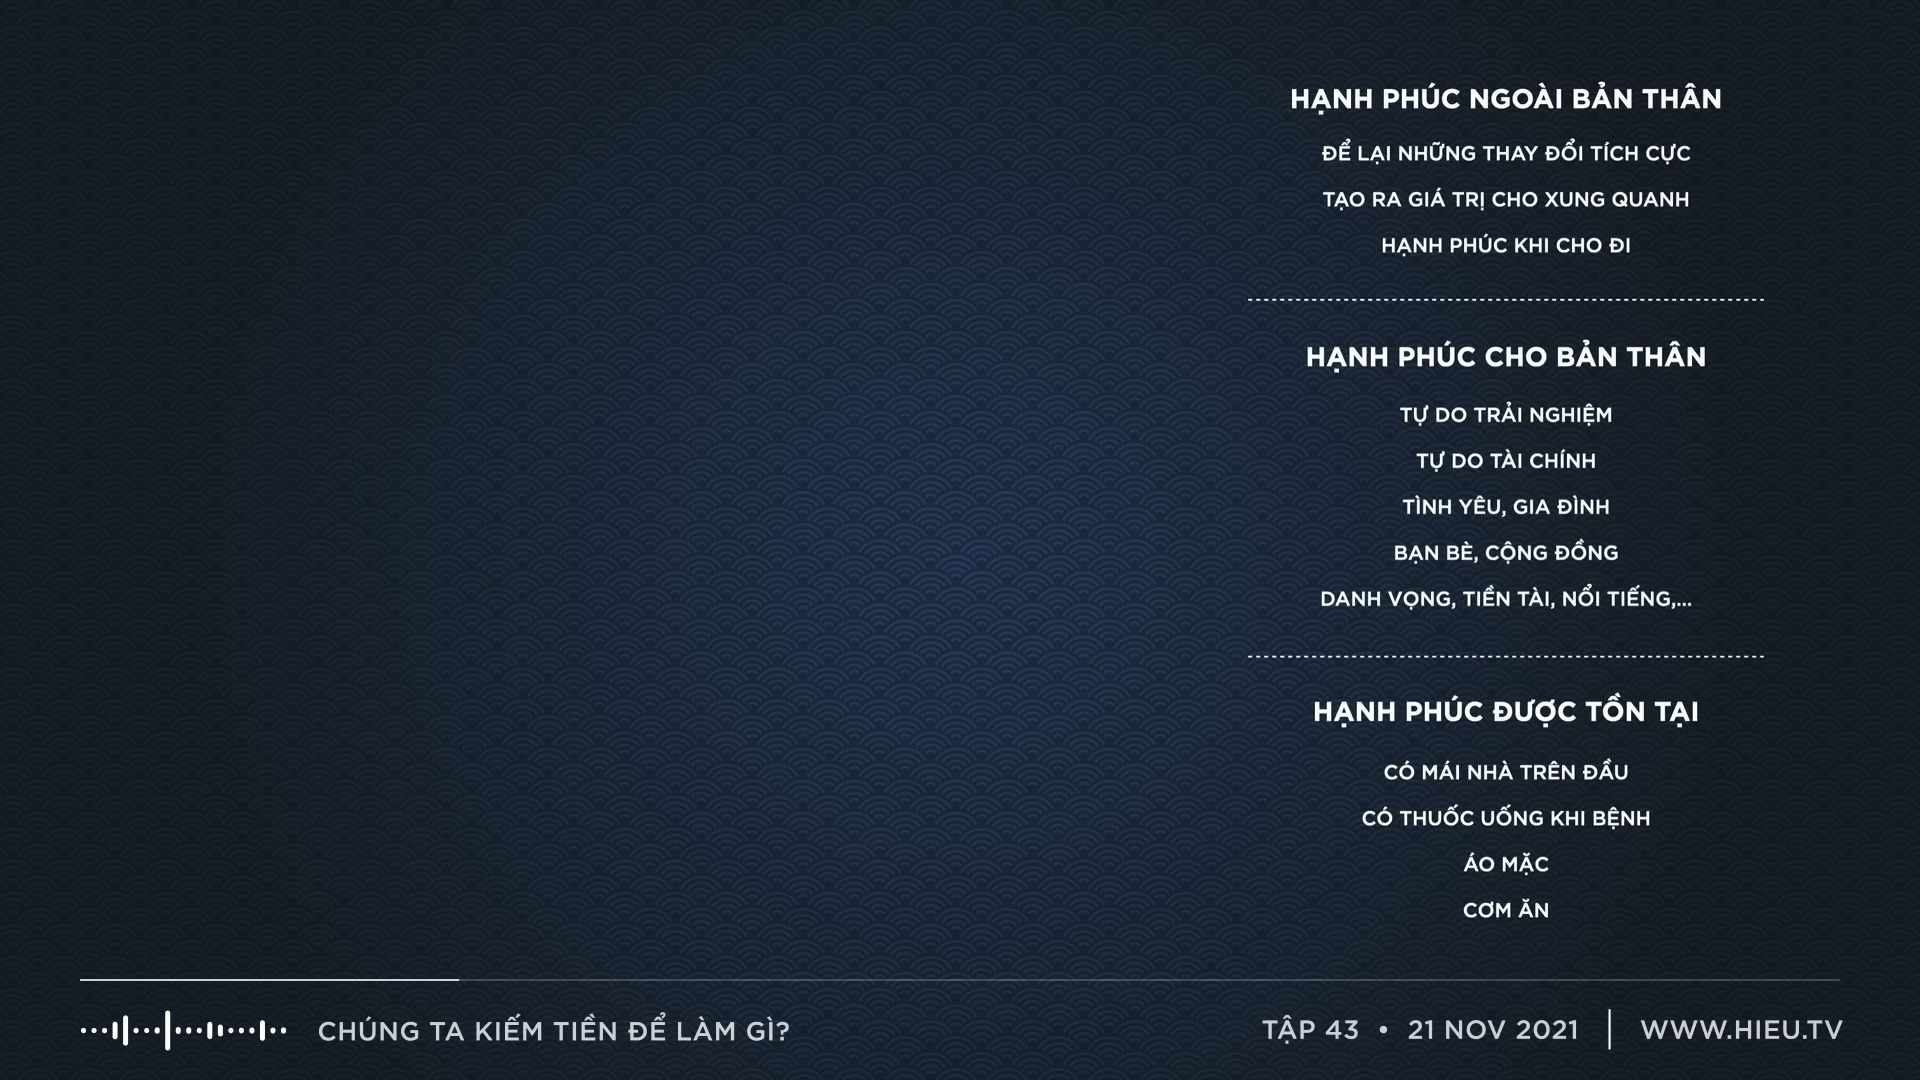 HẠNH PHÚC NGOÀI BẢN THÂN
ĐỂ LẠI NHỮNG THAY ĐỔI TÍCH CỰC
TẠO RA GIÁ TRỊ CHO XUNG QUANH
HẠNH PHÚC KHI CHO ĐI
HẠNH PHÚC CHO BẢN THÂN
TỰ DO TRẢI NGHIỆM
TỰ DO TÀI CHÍNH
TÌNH YÊU, GIA ĐÌNH
BẠN BÈ, CỘNG ĐỒNG
DANH VỌNG, TIỀN TÀI, NỔI TIẾNG,...
HẠNH PHÚC ĐƯỢC TỒN TẠI
CÓ MÁI NHÀ TRÊN ĐẦU
CÓ THUỐC UỐNG KHI BỆNH
ÁO MẶC
CƠM ĂN
CHÚNG TA KIẾM TIỀN ĐỂ LÀM GÌ?
TẬP 43 • 21 NOV 2021 | WWW.HIEU.TV